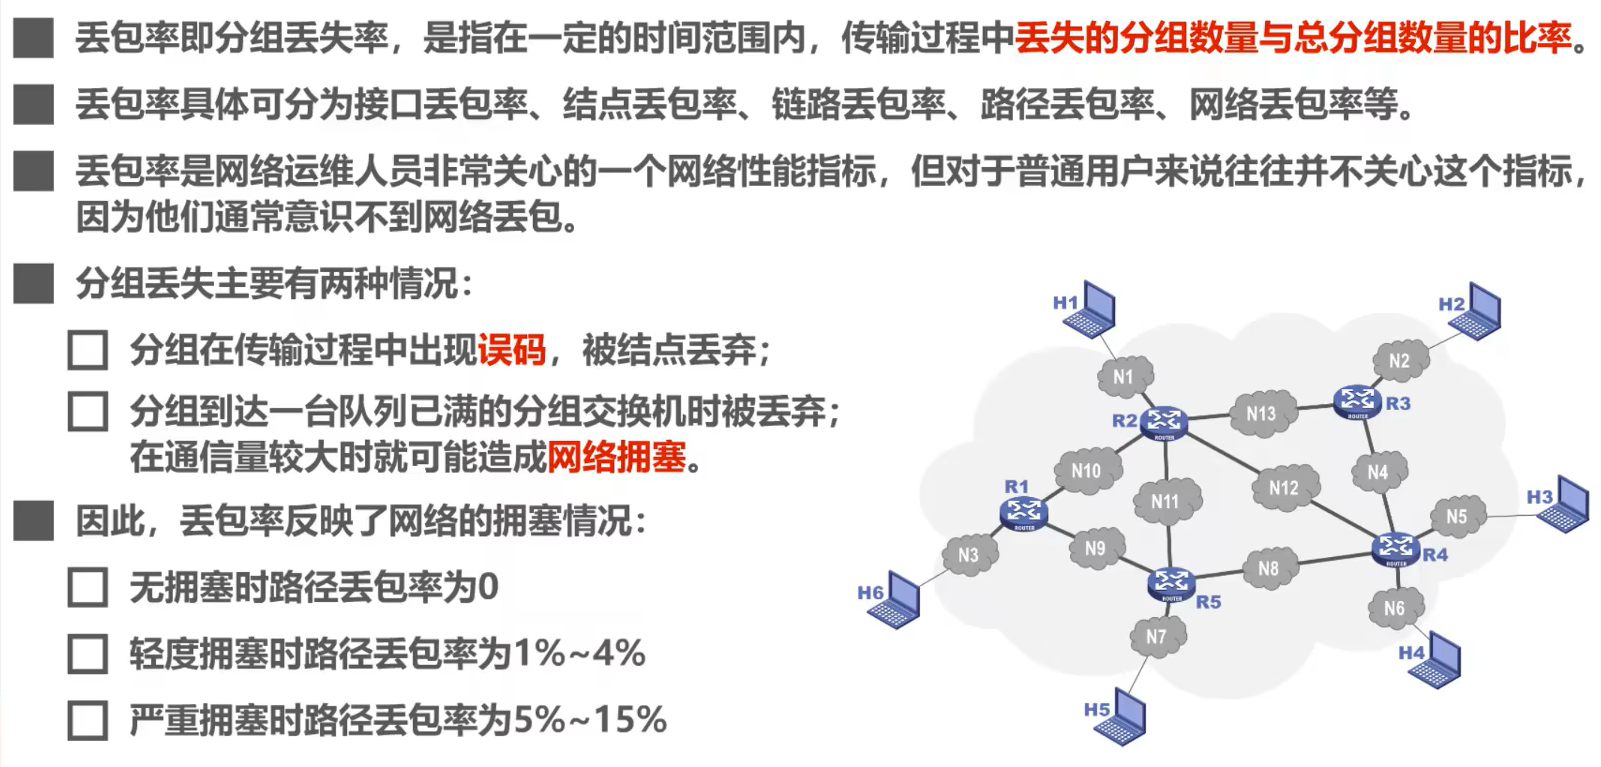 丢包率即分组丢失率，是指在一定的时间范围内，传输过程中丢失的分组数量与总分组数量的比率。
丢包率具体可分为接口丢包率、结点丢包率、链路丢包率、路径丢包率、网络丢包率等。
丢包率是网络运维人员非常关心的一个网络性能指标，但对于普通用户来说往往并不关心这个指标，
因为他们通常意识不到网络丢包。
分组丢失主要有两种情况：
分组在传输过程中出现误码，被结点丢弃；
分组到达一台队列已满的分组交换机时被丢弃；
在通信量较大时就可能造成网络拥塞。
因此，丢包率反映了网络的拥塞情况：
无拥塞时路径丢包率为0
轻度拥塞时路径丢包率为1%~4%
严重拥塞时路径丢包率为5%~15%
H1
H2
N1
N2
R2
ROUTER
N13
R3
ROUTER
N10
N11
N12
N4
R1
ROUTER
H3
N5
N3
N9
N8
R4
ROUTER
H6
R5
ROUTER
N6
N7
H4
H5